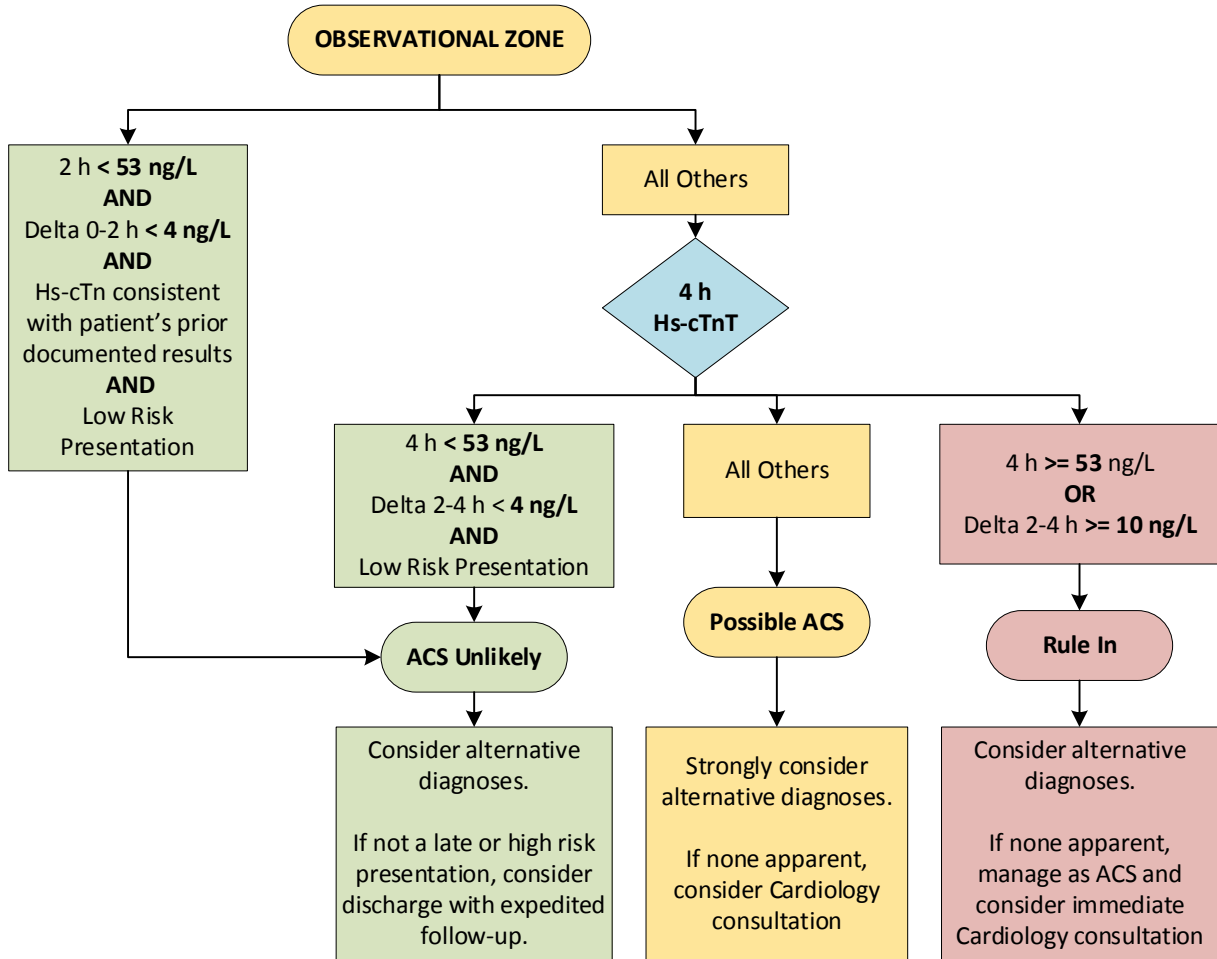 OBSERVATIONAL ZONE
2 h < 53 ng/L
AND
Delta 0-2 h < 4 ng/L
AND
Hs-cTn consistent
with patient's prior
documented results
AND
Low Risk
Presentation
All Others
4 h
Hs-cTnT
4 h < 53 ng/L
AND
Delta 2-4 h < 4 ng/L
AND
Low Risk Presentation
All Others
4 h >= 53 ng/L
OR
Delta 2-4 h >= 10 ng/L
ACS Unlikely
Possible ACS
Rule In
Consider alternative
diagnoses.
If not a late or high risk
presentation, consider
discharge with expedited
follow-up.
Strongly consider
alternative diagnoses.
If none apparent,
consider Cardiology
consultation
Consider alternative
diagnoses.
If none apparent,
manage as ACS and
consider immediate
Cardiology consultation